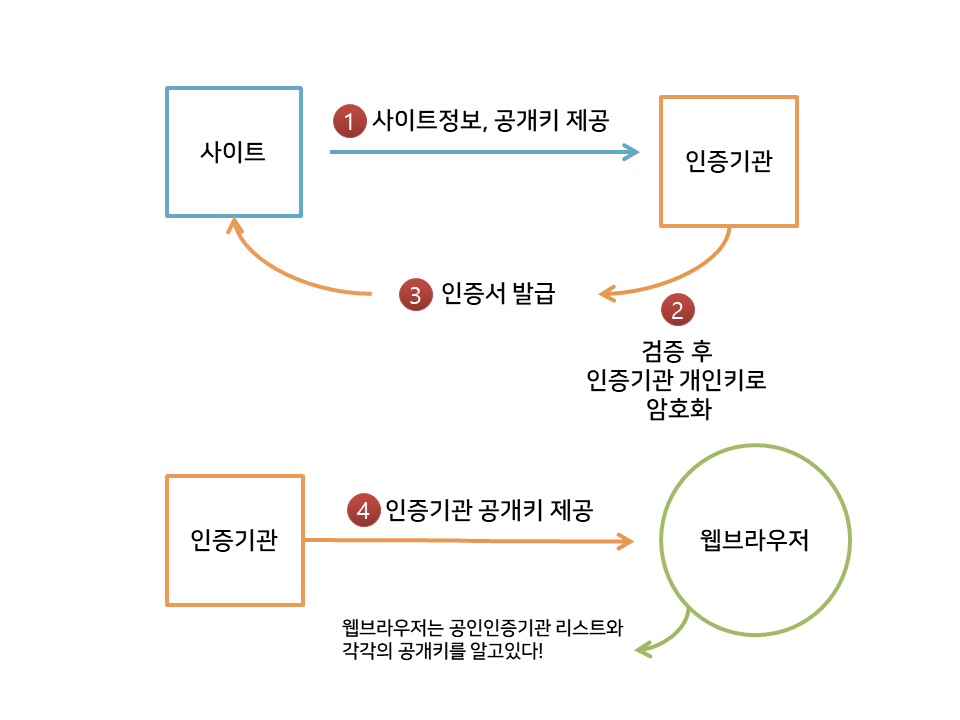 사이트
1 사이트정보, 공개키 제공
인증기관
3 인증서 발급
2
검증 후
인증기관 개인키로
암호화
인증기관
4 인증기관 공개키 제공
웹브라우저
웹브라우저는 공인인증기관 리스트와
각각의 공개키를 알고있다!